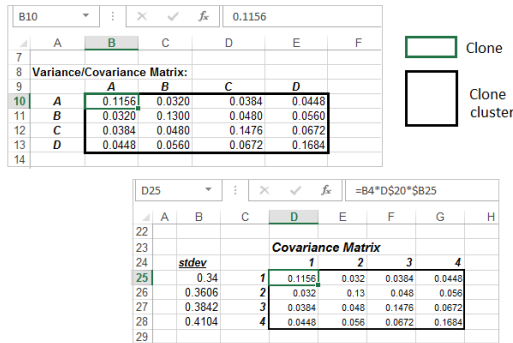 B10 fx 0.1156
A B C D E F
7
8 Variance/Covariance Matrix:
9 A B C D
10 A 0.1156 0.0320 0.0384 0.0448
11 B 0.0320 0.1300 0.0480 0.0560
12 C 0.0384 0.0480 0.1476 0.0672
13 D 0.0448 0.0560 0.0672 0.1684
14
Clone
Clone
cluster
D25 fx =B4*D$20*$B25
A B C D E F G H
22
23 Covariance Matrix
24 stdev 1 2 3 4
25 0.34 1 0.1156 0.032 0.0384 0.0448
26 0.3606 2 0.032 0.13 0.048 0.056
27 0.3842 3 0.0384 0.048 0.1476 0.0672
28 0.4104 4 0.0448 0.056 0.0672 0.1684
29